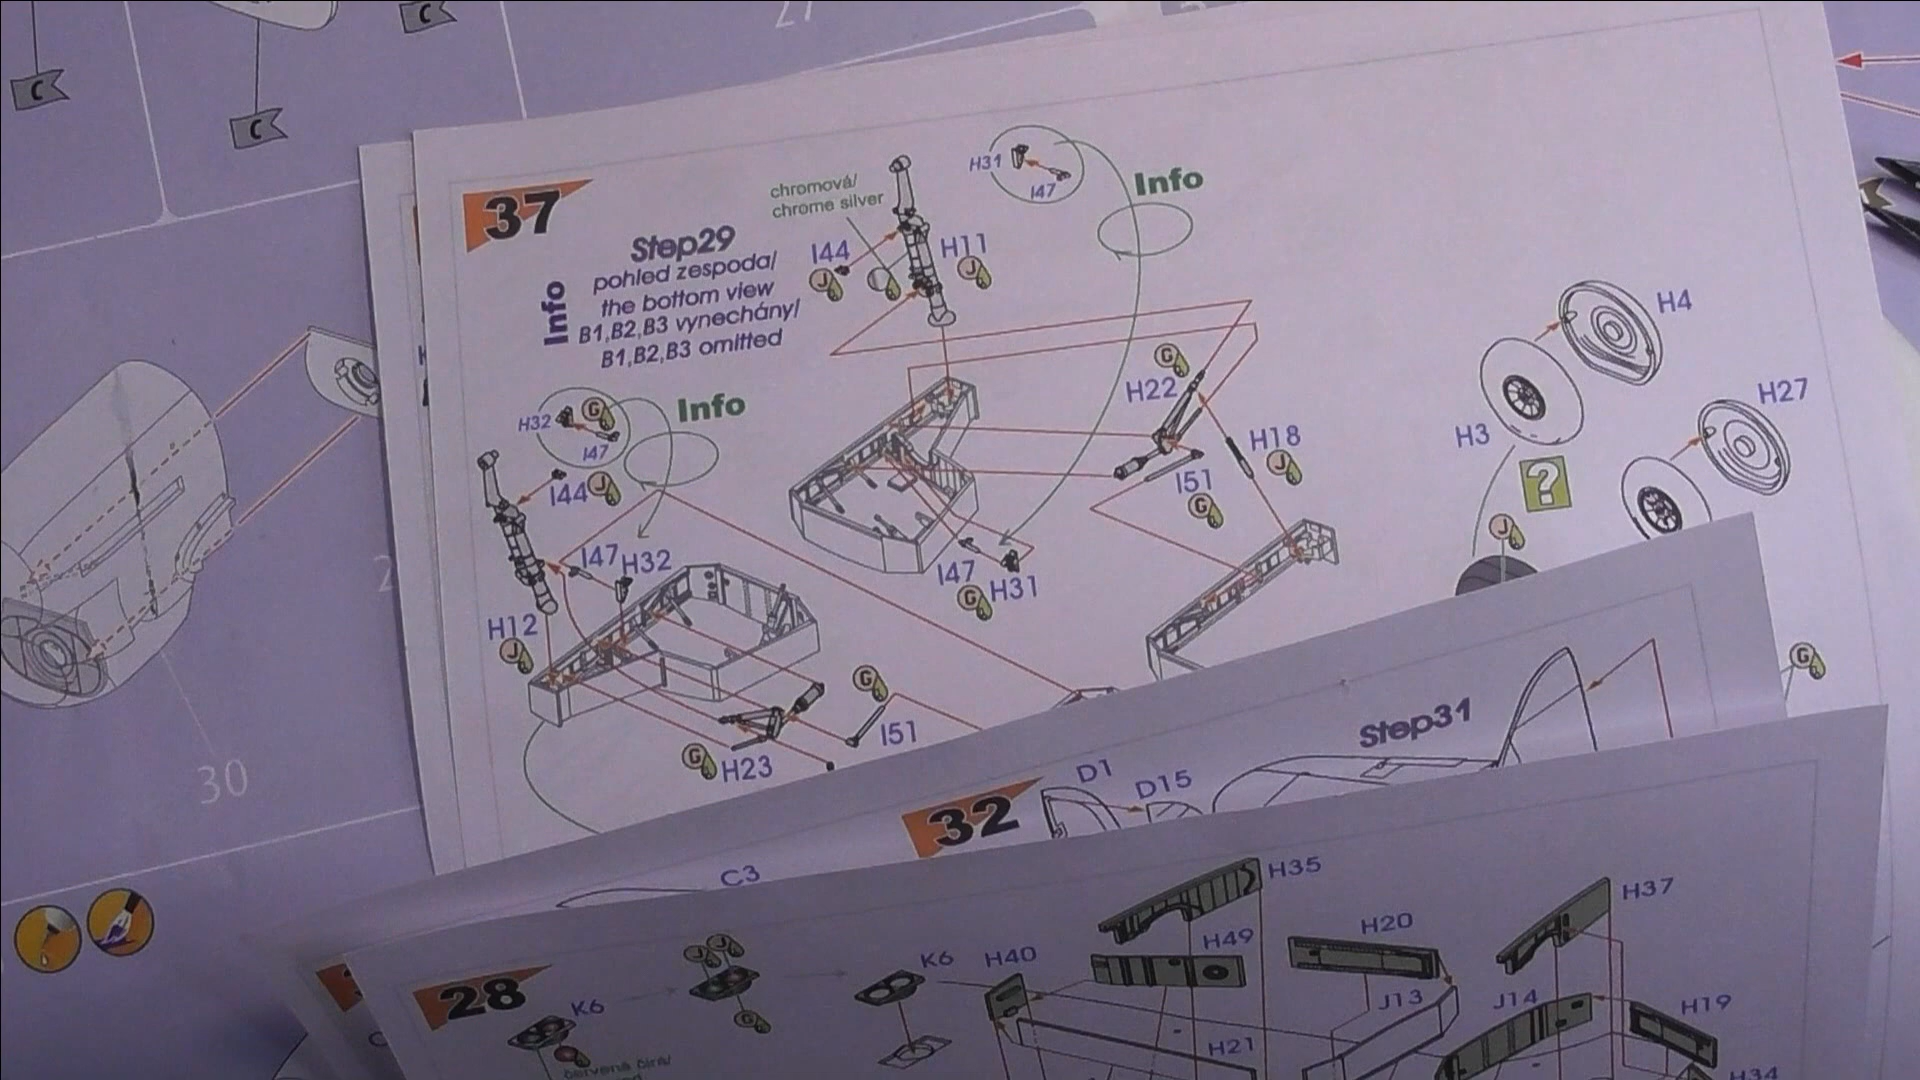 C
C
C
27
37
Info
Step29
pohled zespoda/
the bottom view
B1,B2,B3 vynechány/
B1,B2,B3 omitted
chromová/
chrome silver
I44
J
H11
J
H31
I47
Info
H32
G
I47
Info
I44
J
I47
H32
H12
J
G
H22
H18
J
I51
G
I47
G
H31
H4
H3
H27
?
J
G
G
I51
G
H23
30
Step31
32
D1
D15
C3
28
K6
J
J
G
K6
H40
H35
H49
H20
H37
J13
J14
H19
H21
H34
červená čirá/